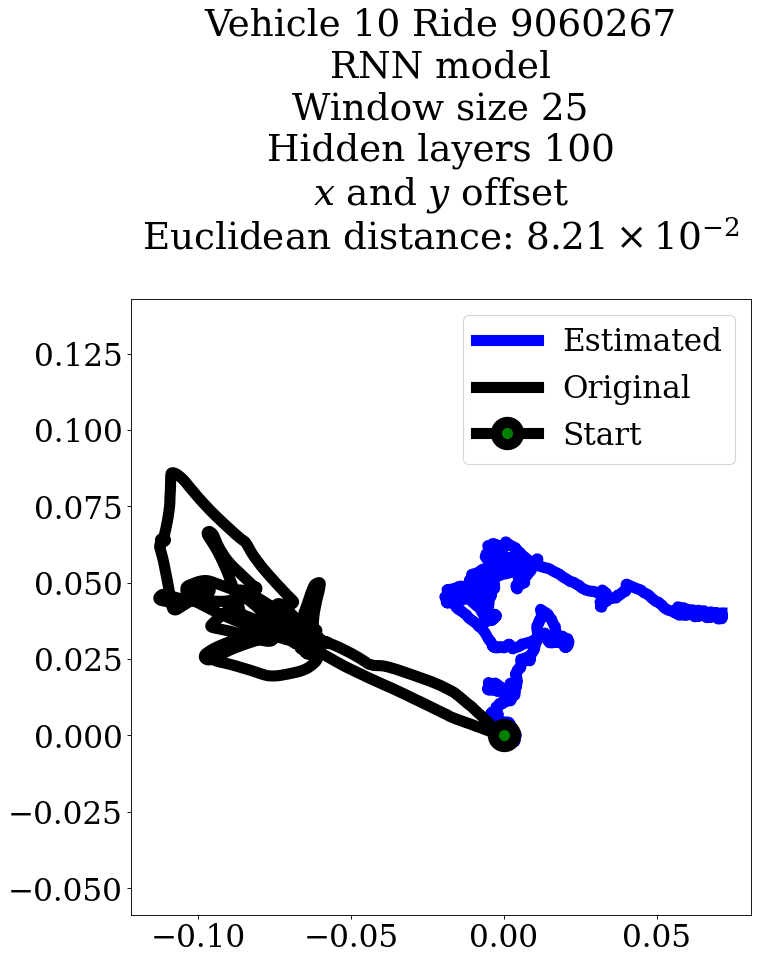 Vehicle 10 Ride 9060267
RNN model
Window size 25
Hidden layers 100
x and y offset
Euclidean distance: 8.21 × 10⁻²
Estimated
Original
Start
0.125
0.100
0.075
0.050
0.025
0.000
−0.025
−0.050
−0.10 −0.05 0.00 0.05